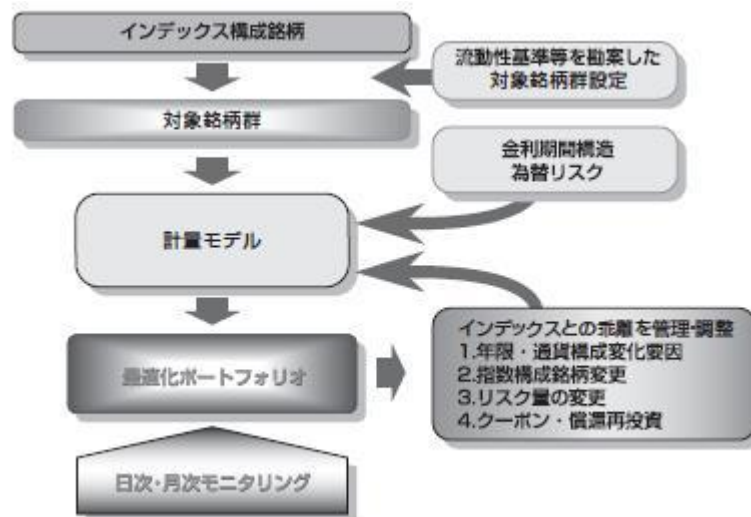 インデックス構成銘柄
流動性基準等を勘案した
対象銘柄群設定
対象銘柄群
金利期間構造
為替リスク
計量モデル
インデックスとの乖離を管理・調整
1.年限・通貨構成変化要因
2.指数構成銘柄変更
3.リスク量の変更
4.クーポン・償還再投資
最適化ポートフォリオ
日次・月次モニタリング